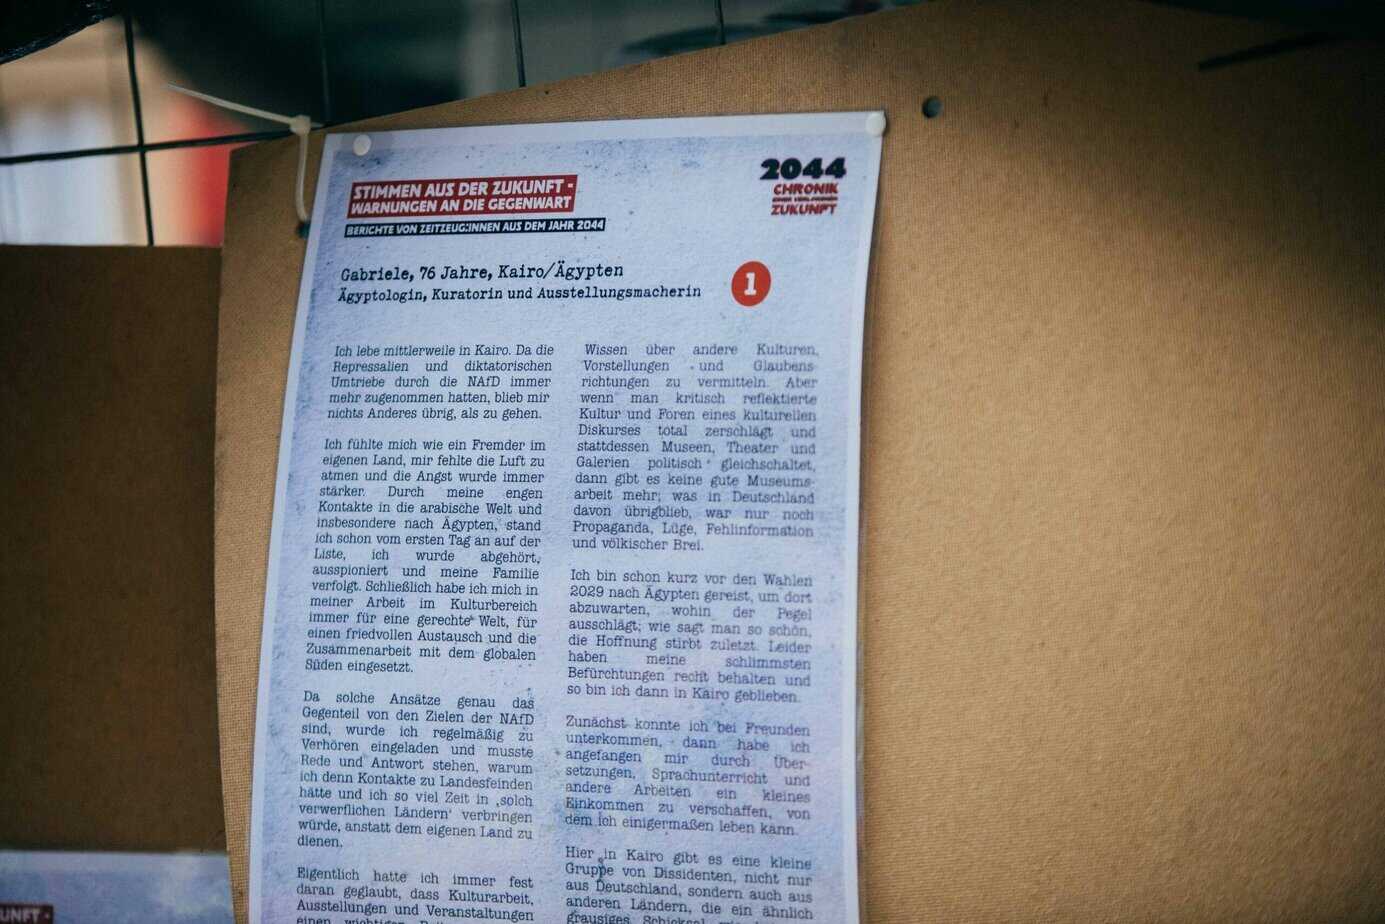 STIMMEN AUS DER ZUKUNFT -
WARNUNGEN AN DIE GEGENWART
BERICHTE VON ZEITZEUG:INNEN AUS DEM JAHR 2044
2044
CHRONIK
EINER VERLORENEN
ZUKUNFT
Gabriele, 76 Jahre, Kairo/Ägypten
Ägyptologin, Kuratorin und Ausstellungsmacherin
1
Ich lebe mittlerweile in Kairo. Da die
Repressalien und diktatorischen
Umtriebe durch die NAfD immer
mehr zugenommen hatten, blieb mir
nichts Anderes übrig, als zu gehen.
Ich fühlte mich wie ein Fremder im
eigenen Land, mir fehlte die Luft zu
atmen und die Angst wurde immer
stärker. Durch meine engen
Kontakte in die arabische Welt und
insbesondere nach Ägypten, stand
ich schon vom ersten Tag an auf der
Liste, ich wurde abgehört,
ausspioniert und meine Familie
verfolgt. Schließlich habe ich mich in
meiner Arbeit im Kulturbereich
immer für eine gerechte Welt, für
einen friedvollen Austausch und die
Zusammenarbeit mit dem globalen
Süden eingesetzt.
Da solche Ansätze genau das
Gegenteil von den Zielen der NAfD
sind, wurde ich regelmäßig zu
Verhören eingeladen und musste
Rede und Antwort stehen, warum
ich denn Kontakte zu Landesfeinden
hätte und ich so viel Zeit in ‚solch
verwerflichen Ländern' verbringen
würde, anstatt dem eigenen Land zu
dienen.
Eigentlich hatte ich immer fest
daran geglaubt, dass Kulturarbeit,
Ausstellungen und Veranstaltungen
einen wichtigen
Wissen über andere Kulturen,
Vorstellungen und Glaubens
richtungen zu vermitteln. Aber
wenn man kritisch reflektierte
Kultur und Foren eines kulturellen
Diskurses total zerschlägt und
stattdessen Museen, Theater und
Galerien politisch gleichschaltet,
dann gibt es keine gute Museums-
arbeit mehr; was in Deutschland
davon übrigblieb, war nur noch
Propaganda, Lüge, Fehlinformation
und völkischer Brei.
Ich bin schon kurz vor den Wahlen
2029 nach Ägypten gereist, um dort
abzuwarten, wohin der Pegel
ausschlägt; wie sagt man so schön,
die Hoffnung stirbt zuletzt. Leider
haben meine schlimmsten
Befürchtungen recht behalten und
so bin ich dann in Kairo geblieben.
Zunächst konnte ich bei Freunden
unterkommen, dann habe ich
angefangen mir durch Über-
setzungen, Sprachunterricht und
andere Arbeiten ein kleines
Einkommen zu verschaffen, von
dem ich einigermaßen leben kann.
Hier in Kairo gibt es eine kleine
Gruppe von Dissidenten, nicht nur
aus Deutschland, sondern auch aus
anderen Ländern, die ein ähnlich
grausiges Schicksal
UNFT -